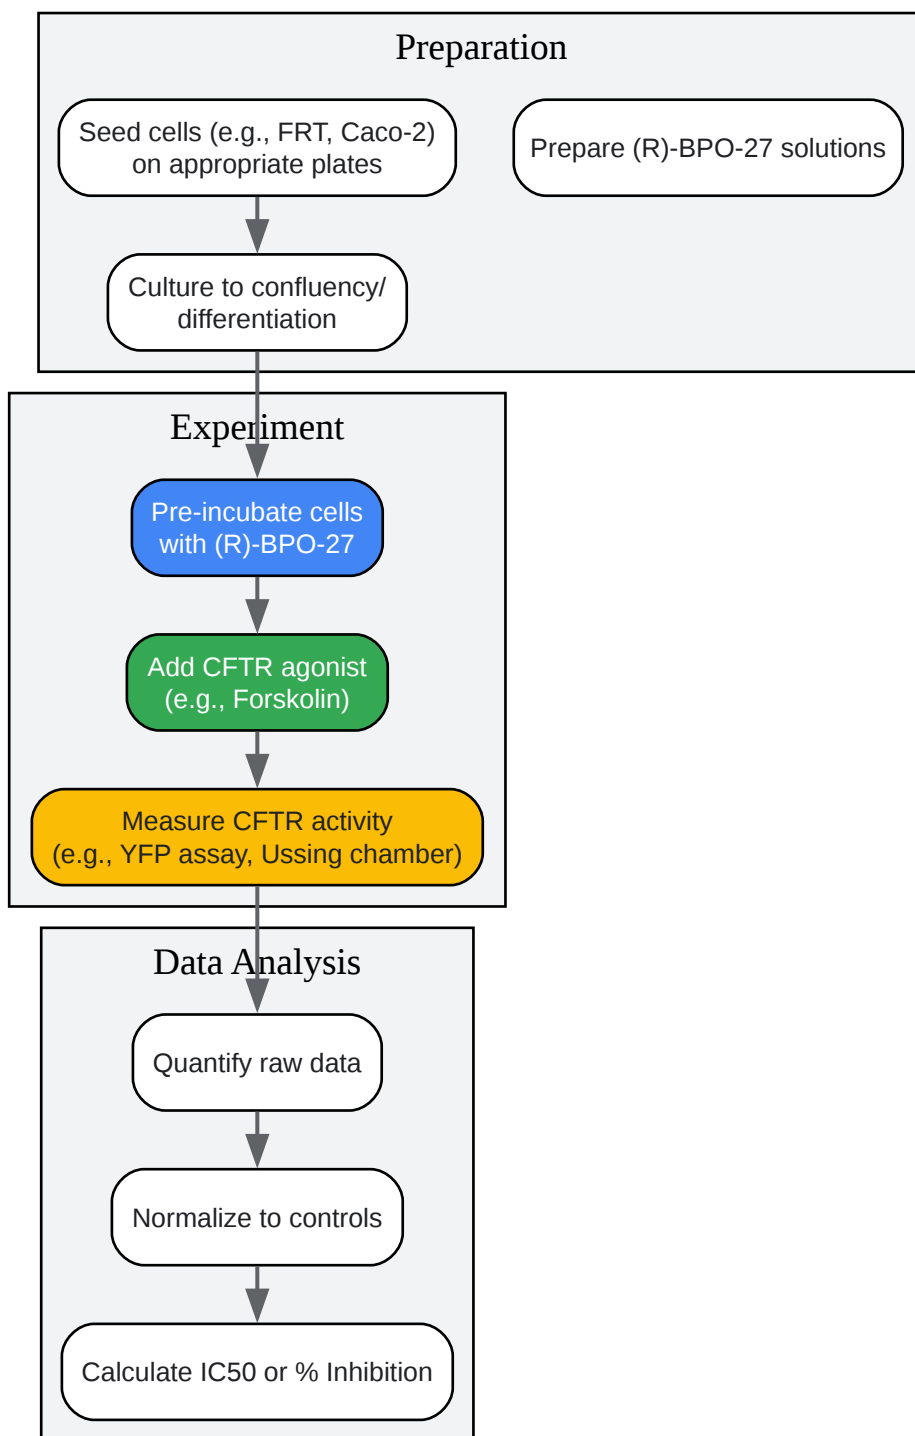 Preparation
Seed cells (e.g., FRT, Caco-2)
on appropriate plates
Prepare (R)-BPO-27 solutions
Culture to confluency/
differentiation
Experiment
Pre-incubate cells
with (R)-BPO-27
Add CFTR agonist
(e.g., Forskolin)
Measure CFTR activity
(e.g., YFP assay, Ussing chamber)
Data Analysis
Quantify raw data
Normalize to controls
Calculate IC50 or % Inhibition